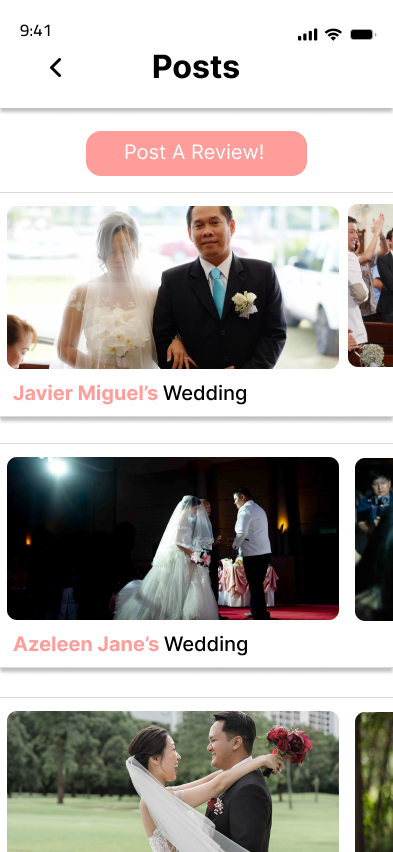 9:41
Posts
Post A Review!
Javier Miguel’s Wedding
Azeleen Jane’s Wedding